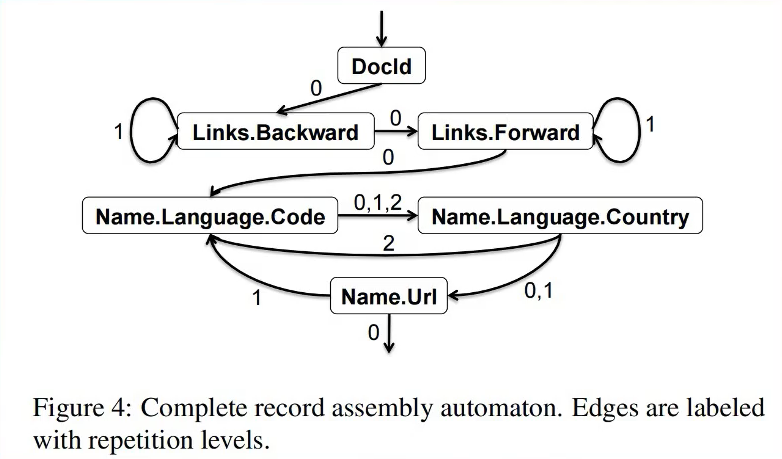 DocId
0
1 Links.Backward 0 Links.Forward 1
0
Name.Language.Code 0,1,2 Name.Language.Country
2
1 Name.Url 0,1
0
Figure 4: Complete record assembly automaton. Edges are labeled
with repetition levels.